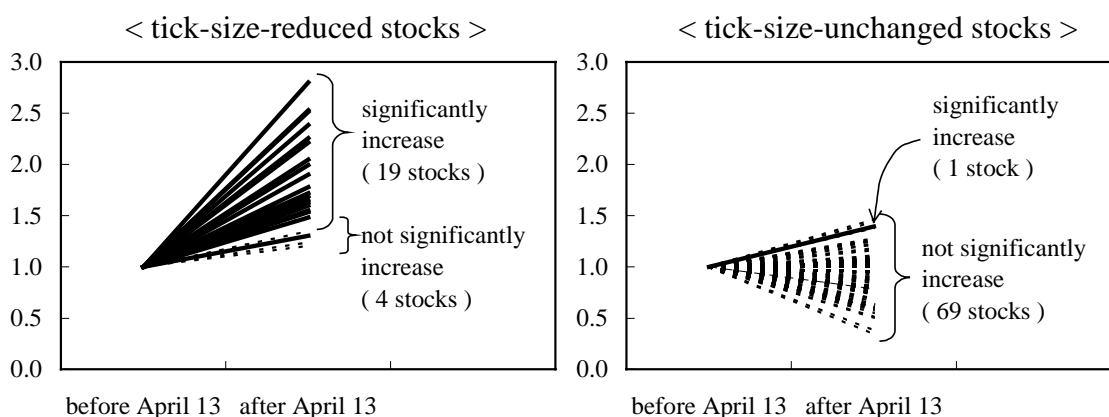 < tick-size-reduced stocks >
3.0
2.5
2.0
1.5
1.0
0.5
0.0
significantly
increase
( 19 stocks )
not significantly
increase
( 4 stocks )
before April 13 after April 13
< tick-size-unchanged stocks >
3.0
2.5
2.0
1.5
1.0
0.5
0.0
significantly
increase
( 1 stock )
not significantly
increase
( 69 stocks )
before April 13 after April 13